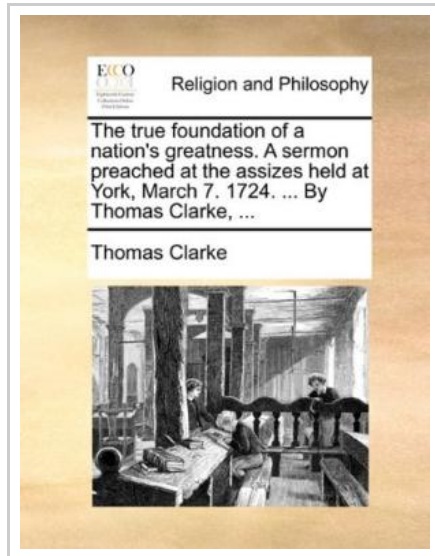 ECCO
Religion and Philosophy
The true foundation of a
nation's greatness. A sermon
preached at the assizes held at
York, March 7. 1724. ... By
Thomas Clarke, ...
Thomas Clarke